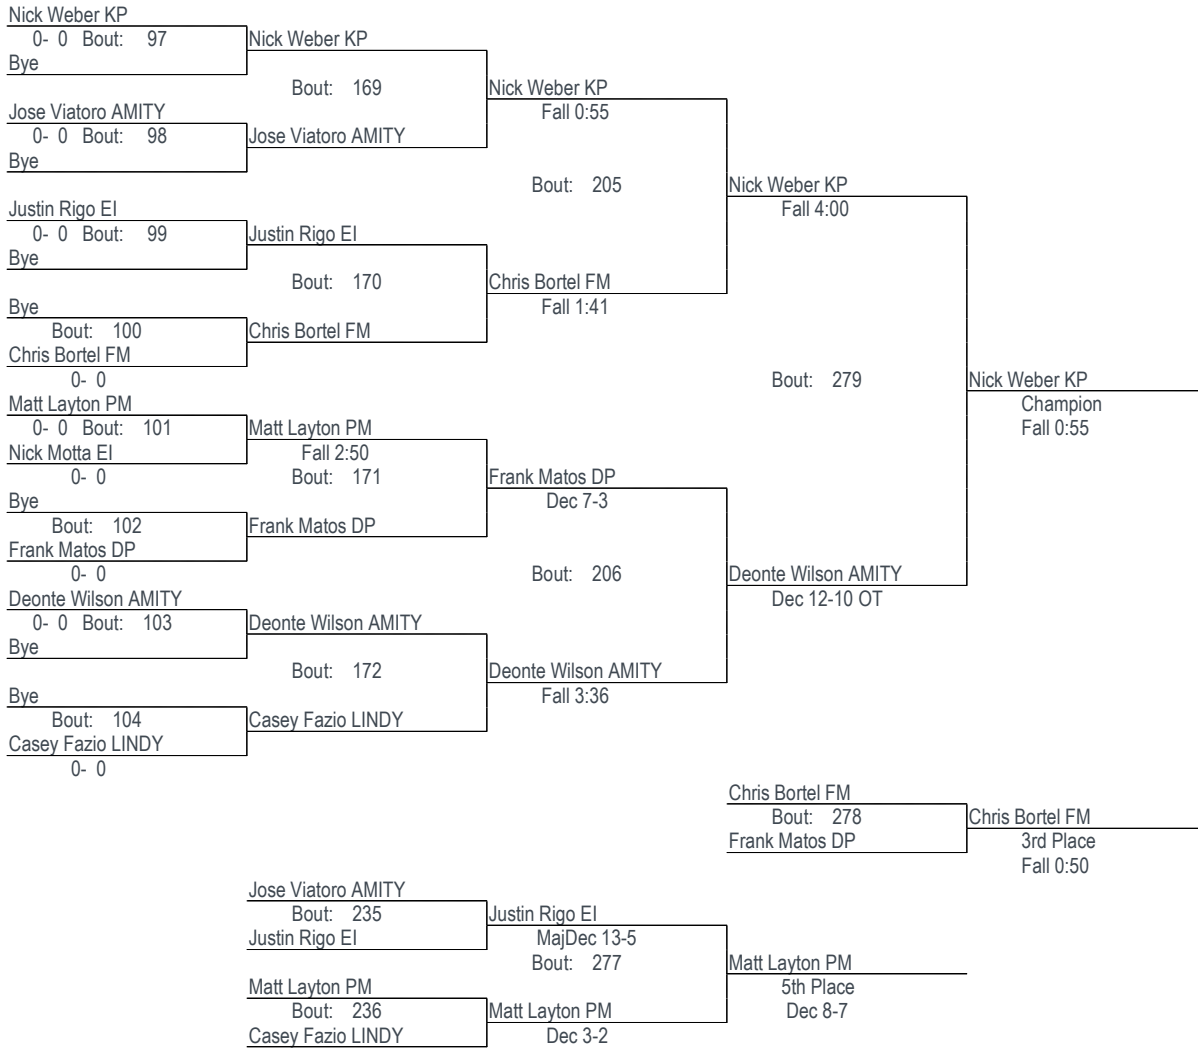 Nick Weber KP
0- 0 Bout: 97 Nick Weber KP
Bye
Bout: 169 Nick Weber KP
Jose Viatoro AMITY Fall 0:55
0- 0 Bout: 98 Jose Viatoro AMITY
Bye
Bout: 205 Nick Weber KP
Justin Rigo EI Fall 4:00
0- 0 Bout: 99 Justin Rigo EI
Bye
Bout: 170 Chris Bortel FM
Bye Fall 1:41
Bout: 100 Chris Bortel FM
Chris Bortel FM
0- 0 Bout: 279 Nick Weber KP
Matt Layton PM Champion
0- 0 Bout: 101 Matt Layton PM Fall 0:55
Nick Motta EI Fall 2:50
0- 0 Bout: 171 Frank Matos DP
Bye Dec 7-3
Bout: 102 Frank Matos DP
Frank Matos DP
0- 0 Bout: 206 Deonte Wilson AMITY
Deonte Wilson AMITY Dec 12-10 OT
0- 0 Bout: 103 Deonte Wilson AMITY
Bye
Bout: 172 Deonte Wilson AMITY
Bye Fall 3:36
Bout: 104 Casey Fazio LINDY
Casey Fazio LINDY
0- 0
Chris Bortel FM
Bout: 278 Chris Bortel FM
Frank Matos DP 3rd Place
Fall 0:50
Jose Viatoro AMITY
Bout: 235 Justin Rigo EI
Justin Rigo EI MajDec 13-5
Bout: 277 Matt Layton PM
Matt Layton PM 5th Place
Bout: 236 Matt Layton PM Dec 8-7
Casey Fazio LINDY Dec 3-2